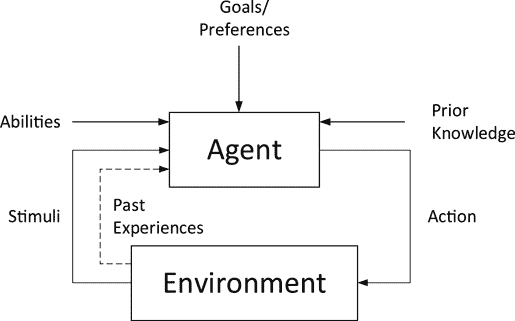 Goals/
Preferences
Abilities
Prior
Knowledge
Agent
Stimuli
Past
Experiences
Action
Environment